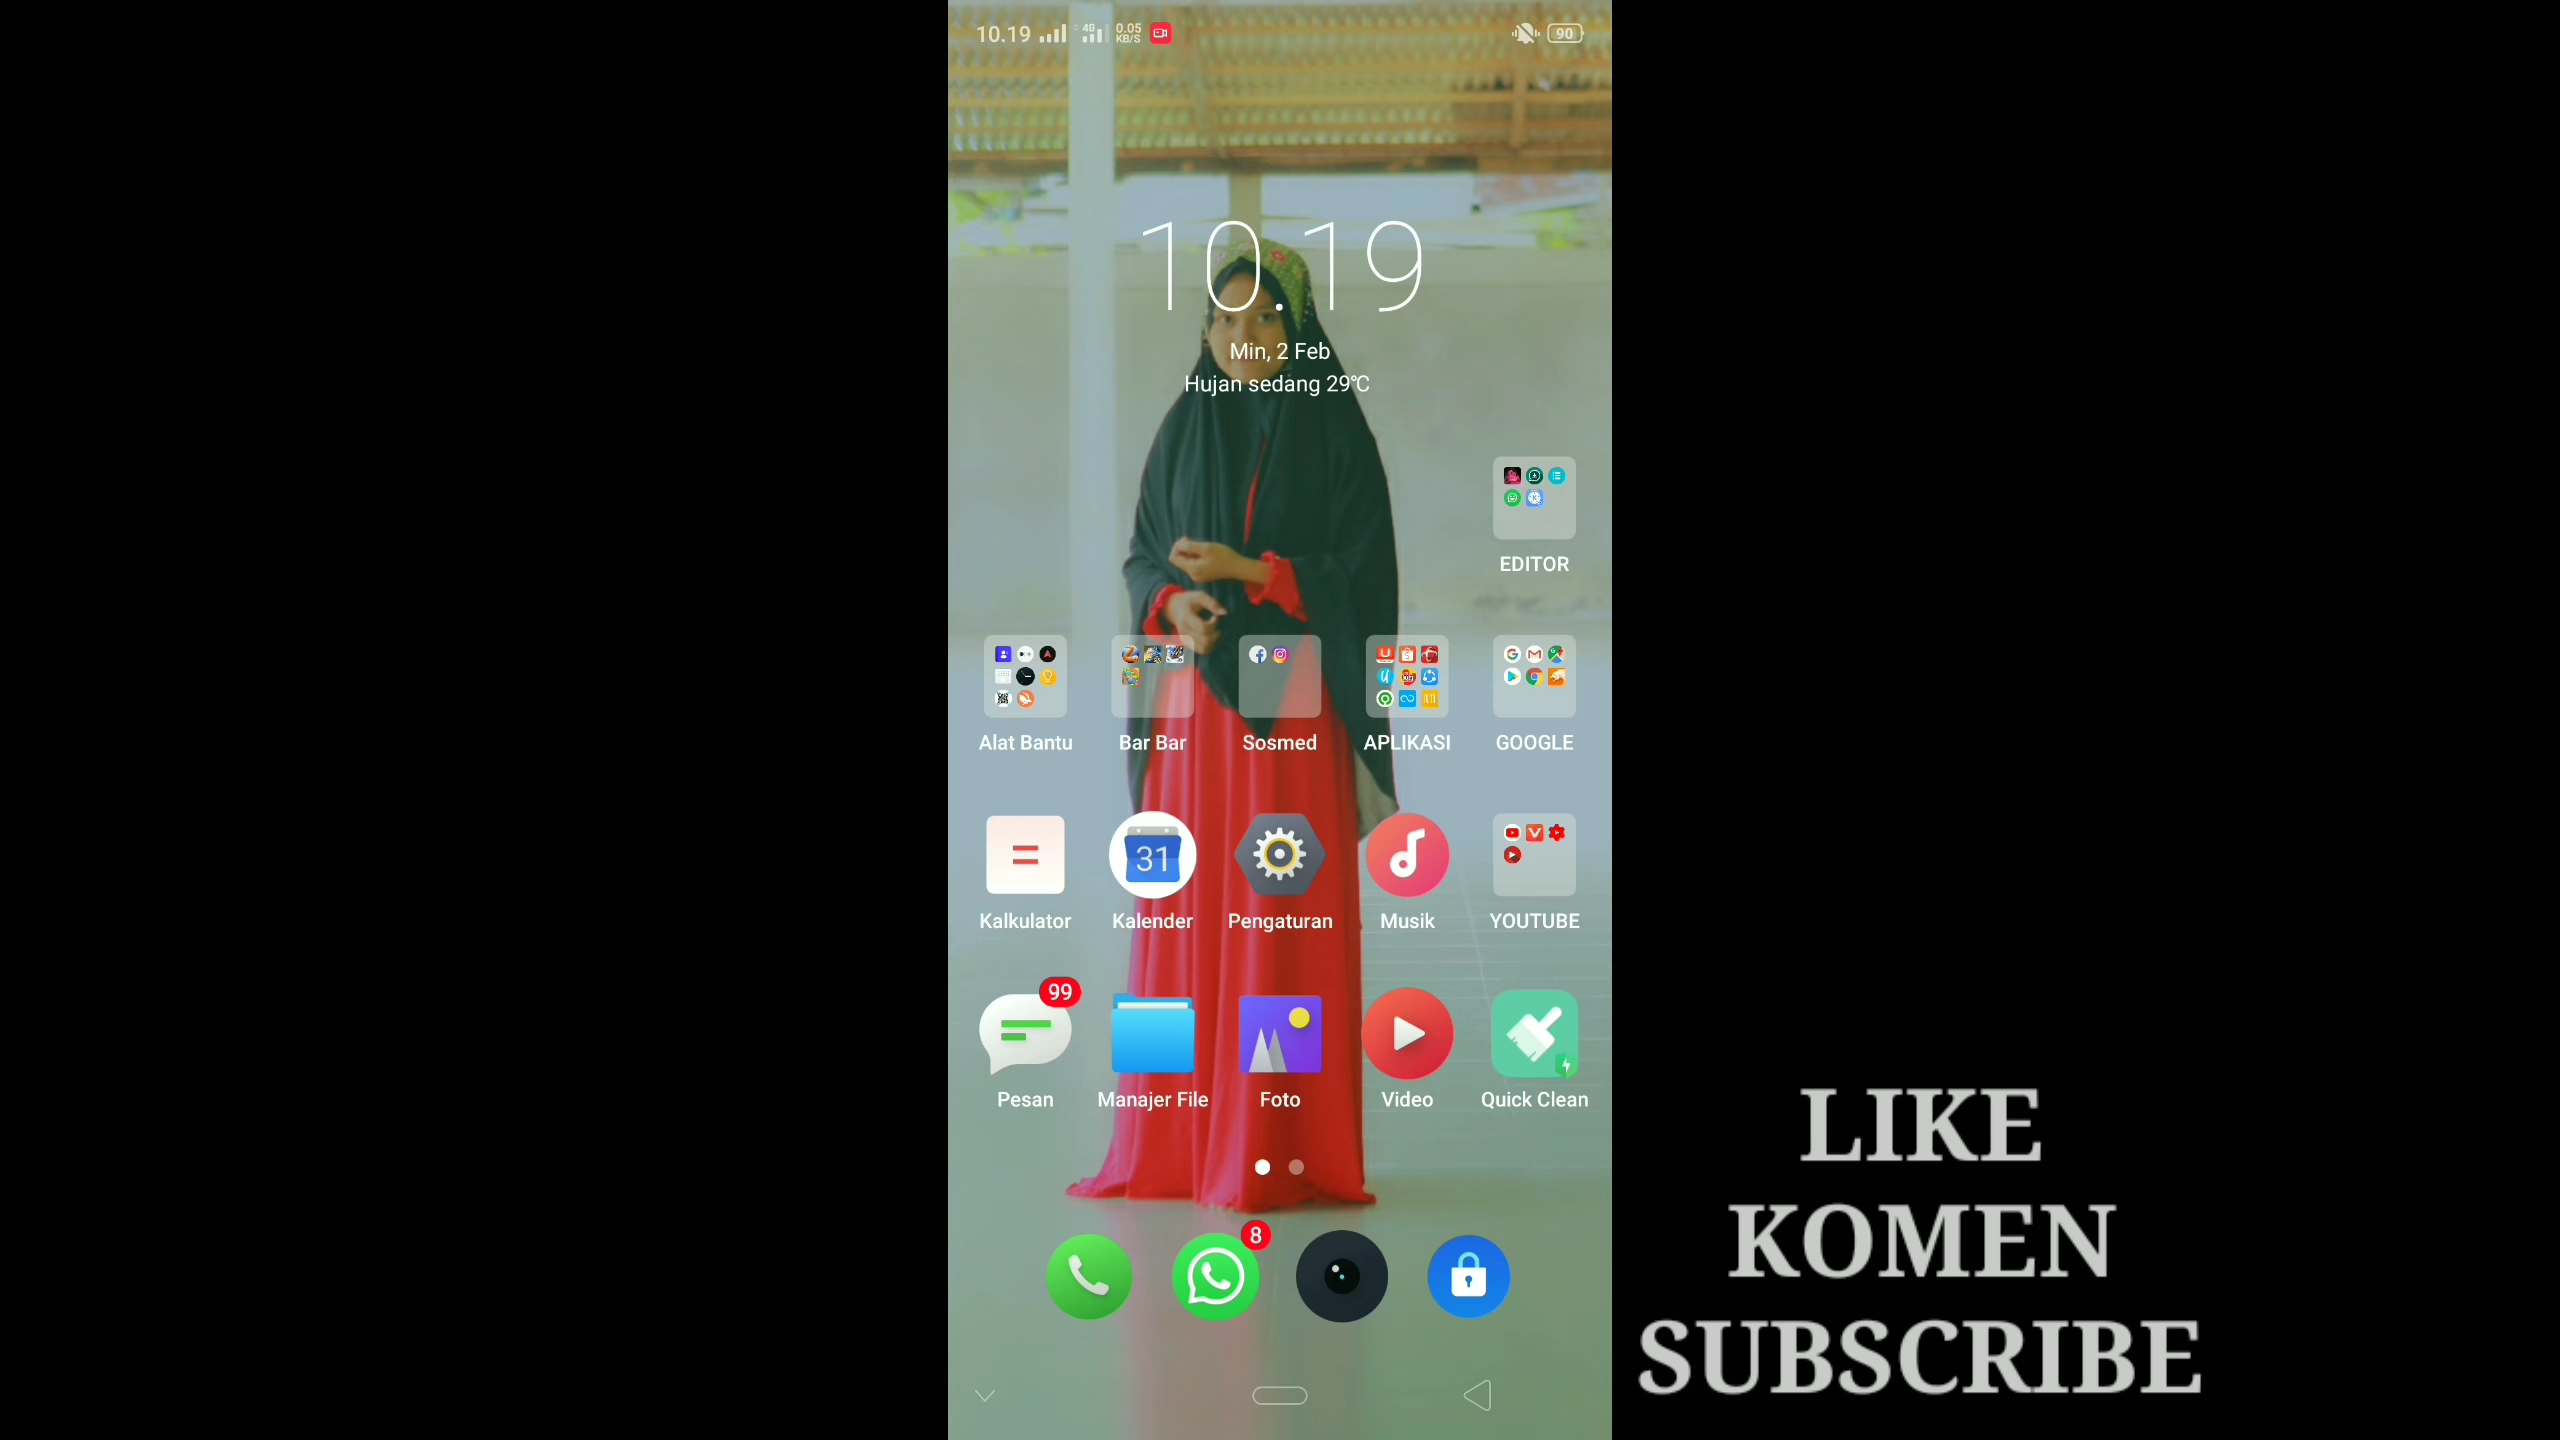 10.19 4G 0.05 KB/S 90
10.19
Min, 2 Feb
Hujan sedang 29°C
EDITOR
Alat Bantu Bar Bar Sosmed APLIKASI GOOGLE
31
Kalkulator Kalender Pengaturan Musik YOUTUBE
99
Pesan Manajer File Foto Video Quick Clean
8
LIKE
KOMEN
SUBSCRIBE